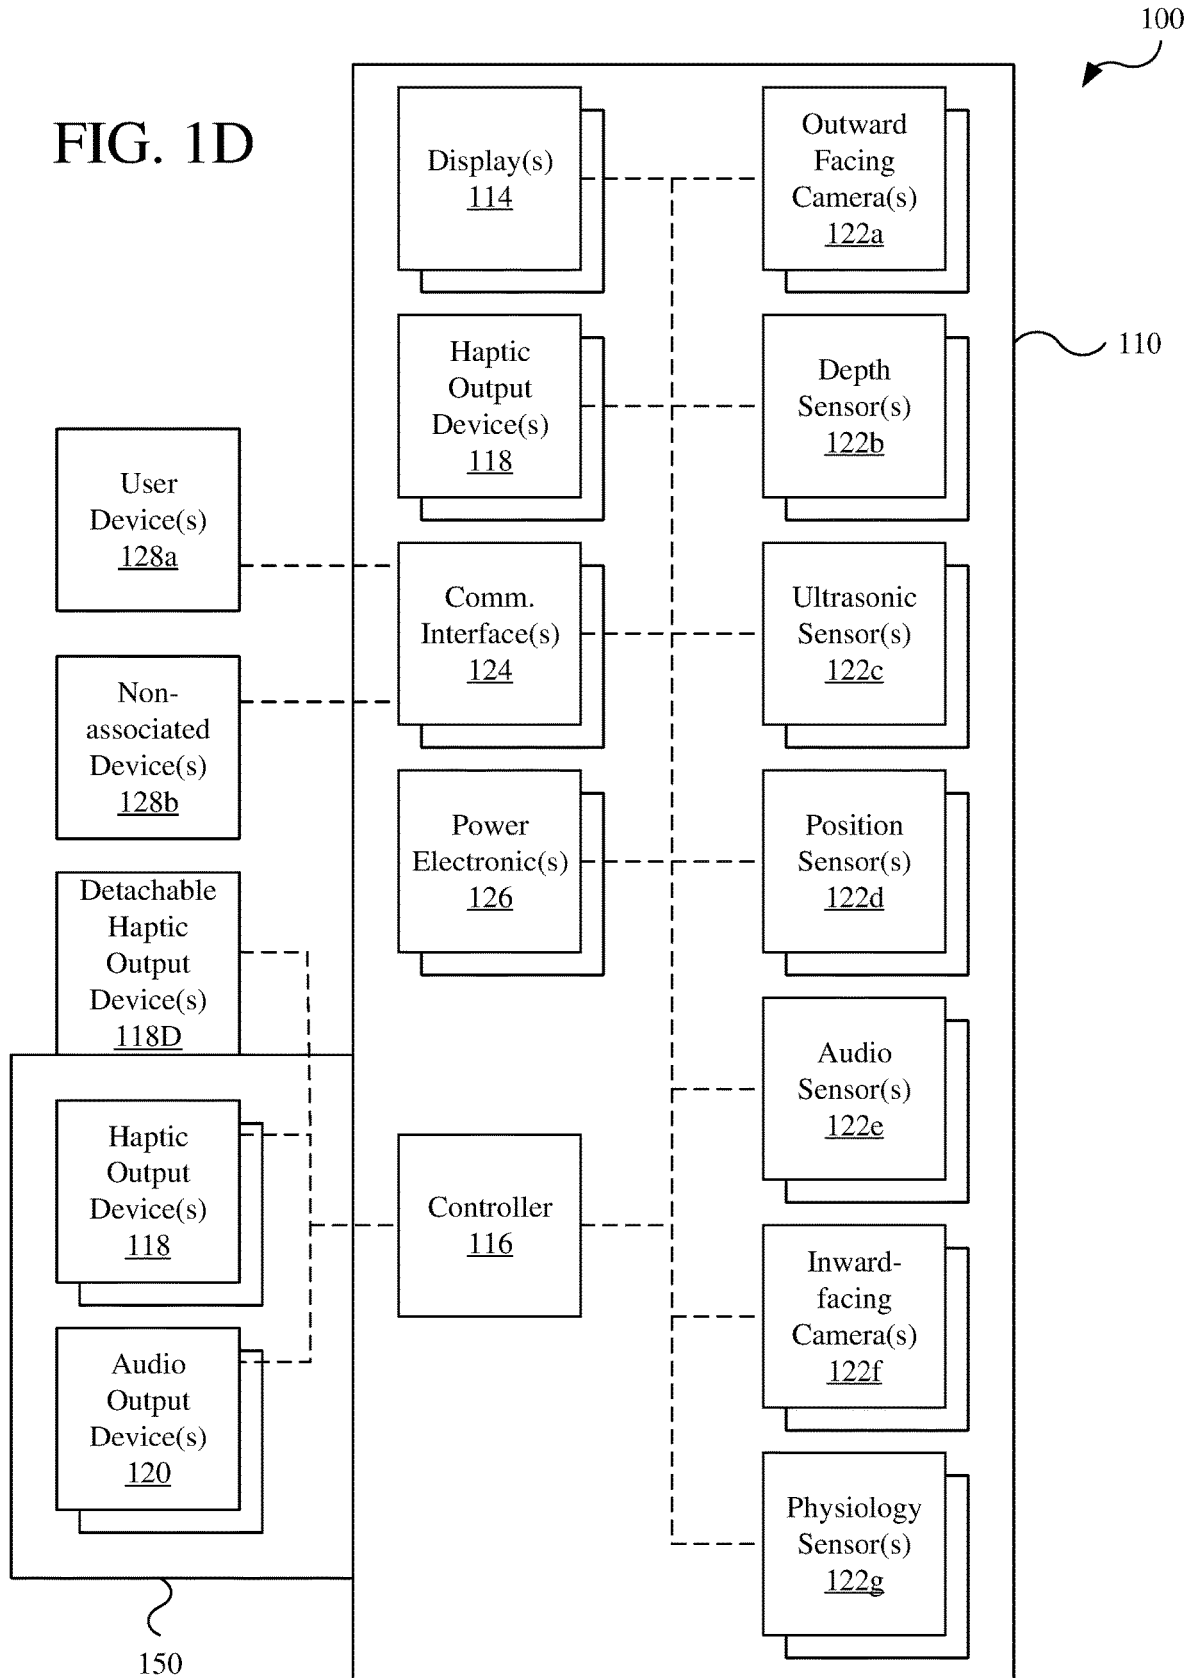 100
FIG. 1D
Display(s)
114
Outward
Facing
Camera(s)
122a
110
Haptic
Output
Device(s)
118
Depth
Sensor(s)
122b
User
Device(s)
128a
Comm.
Interface(s)
124
Ultrasonic
Sensor(s)
122c
Non-
associated
Device(s)
128b
Power
Electronic(s)
126
Position
Sensor(s)
122d
Detachable
Haptic
Output
Device(s)
118D
Audio
Sensor(s)
122e
Haptic
Output
Device(s)
118
Controller
116
Inward-
facing
Camera(s)
122f
Audio
Output
Device(s)
120
Physiology
Sensor(s)
122g
150